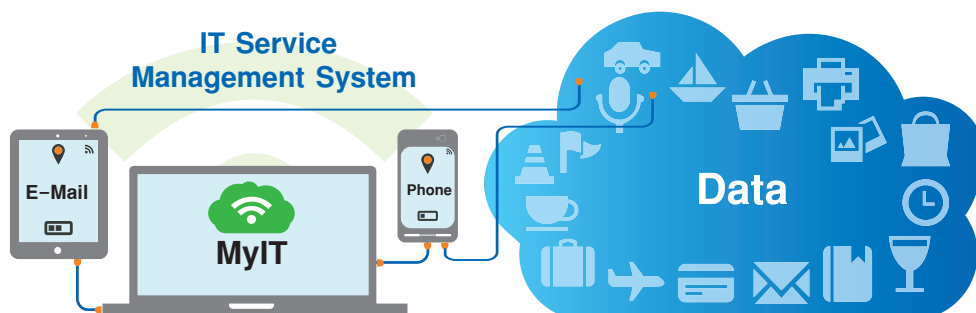 IT Service
Management System
E-Mail
Phone
MyIT
Data